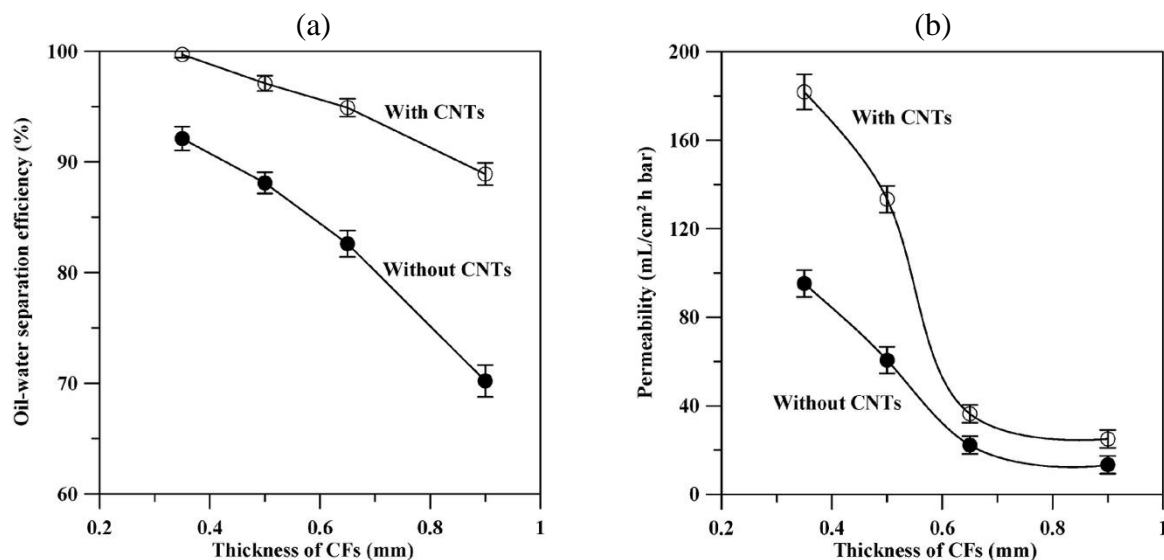 (a)
100
90
80
70
60
0.2 0.4 0.6 0.8 1
Oil-water separation efficiency (%)
Thickness of CFs (mm)
With CNTs
Without CNTs
(b)
200
160
120
80
40
0
0.2 0.4 0.6 0.8 1
Permeability (mL/cm² h bar)
Thickness of CFs (mm)
With CNTs
Without CNTs